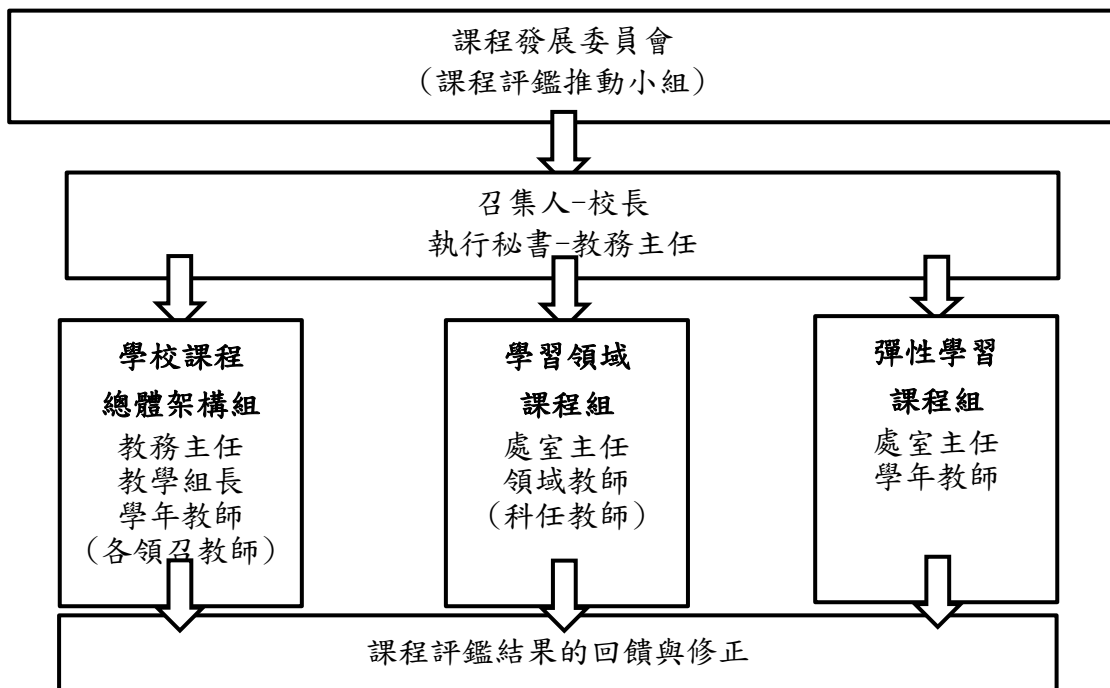 課程發展委員會
(課程評鑑推動小組)
召集人-校長
執行秘書-教務主任
學校課程
總體架構組
教務主任
教學組長
學年教師
(各領召教師)
學習領域
課程組
處室主任
領域教師
(科任教師)
彈性學習
課程組
處室主任
學年教師
課程評鑑結果的回饋與修正